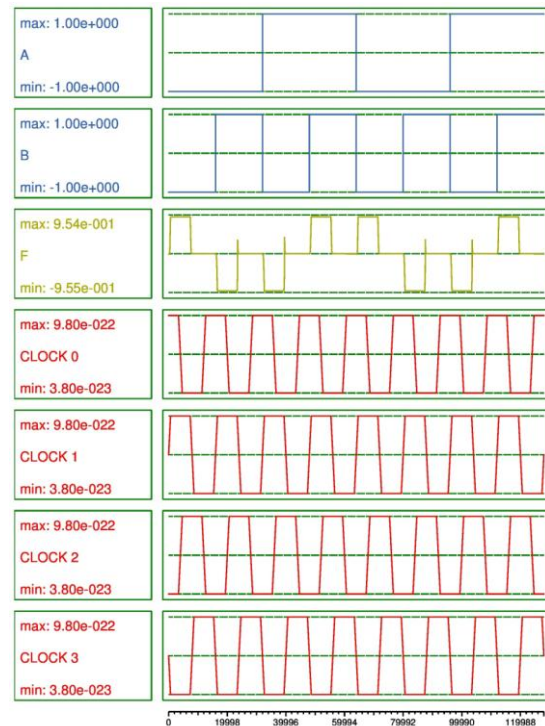 max: 1.00e+000
A
min: -1.00e+000
max: 1.00e+000
B
min: -1.00e+000
max: 9.54e-001
F
min: -9.55e-001
max: 9.80e-022
CLOCK 0
min: 3.80e-023
max: 9.80e-022
CLOCK 1
min: 3.80e-023
max: 9.80e-022
CLOCK 2
min: 3.80e-023
max: 9.80e-022
CLOCK 3
min: 3.80e-023
0 19998 39996 59994 79992 99990 119988